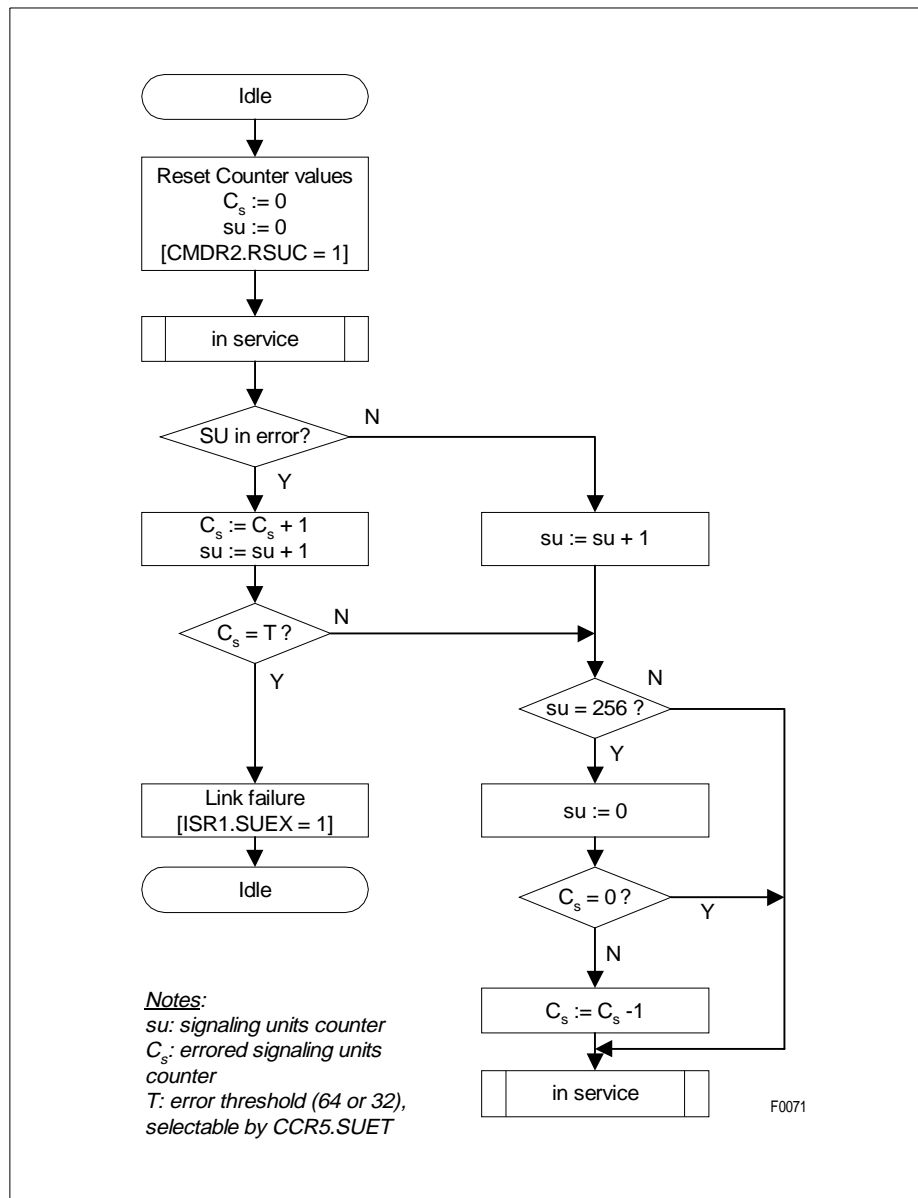 Idle
Reset Counter values
Cₛ := 0
su := 0
[CMDR2.RSUC = 1]
in service
SU in error?
N
Y
Cₛ := Cₛ + 1
su := su + 1
su := su + 1
Cₛ = T ?
N
Y
su = 256 ?
N
Y
Link failure
[ISR1.SUEX = 1]
su := 0
Idle
Cₛ = 0 ?
Y
N
Cₛ := Cₛ -1
in service
Notes:
su: signaling units counter
Cₛ: errored signaling units
counter
T: error threshold (64 or 32),
selectable by CCR5.SUET
F0071